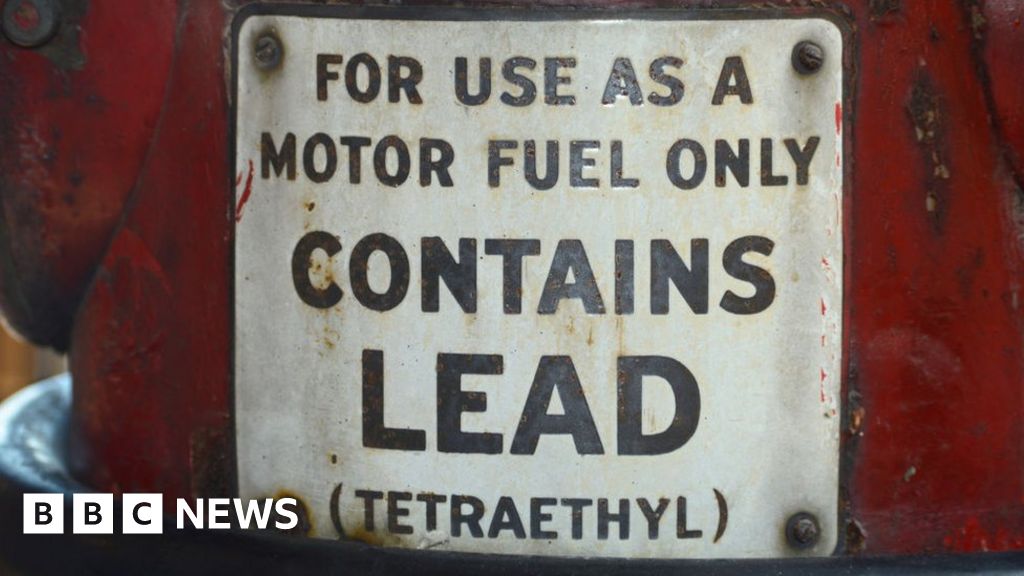 FOR USE AS A
MOTOR FUEL ONLY
CONTAINS
LEAD
(TETRAETHYL)
BBC NEWS